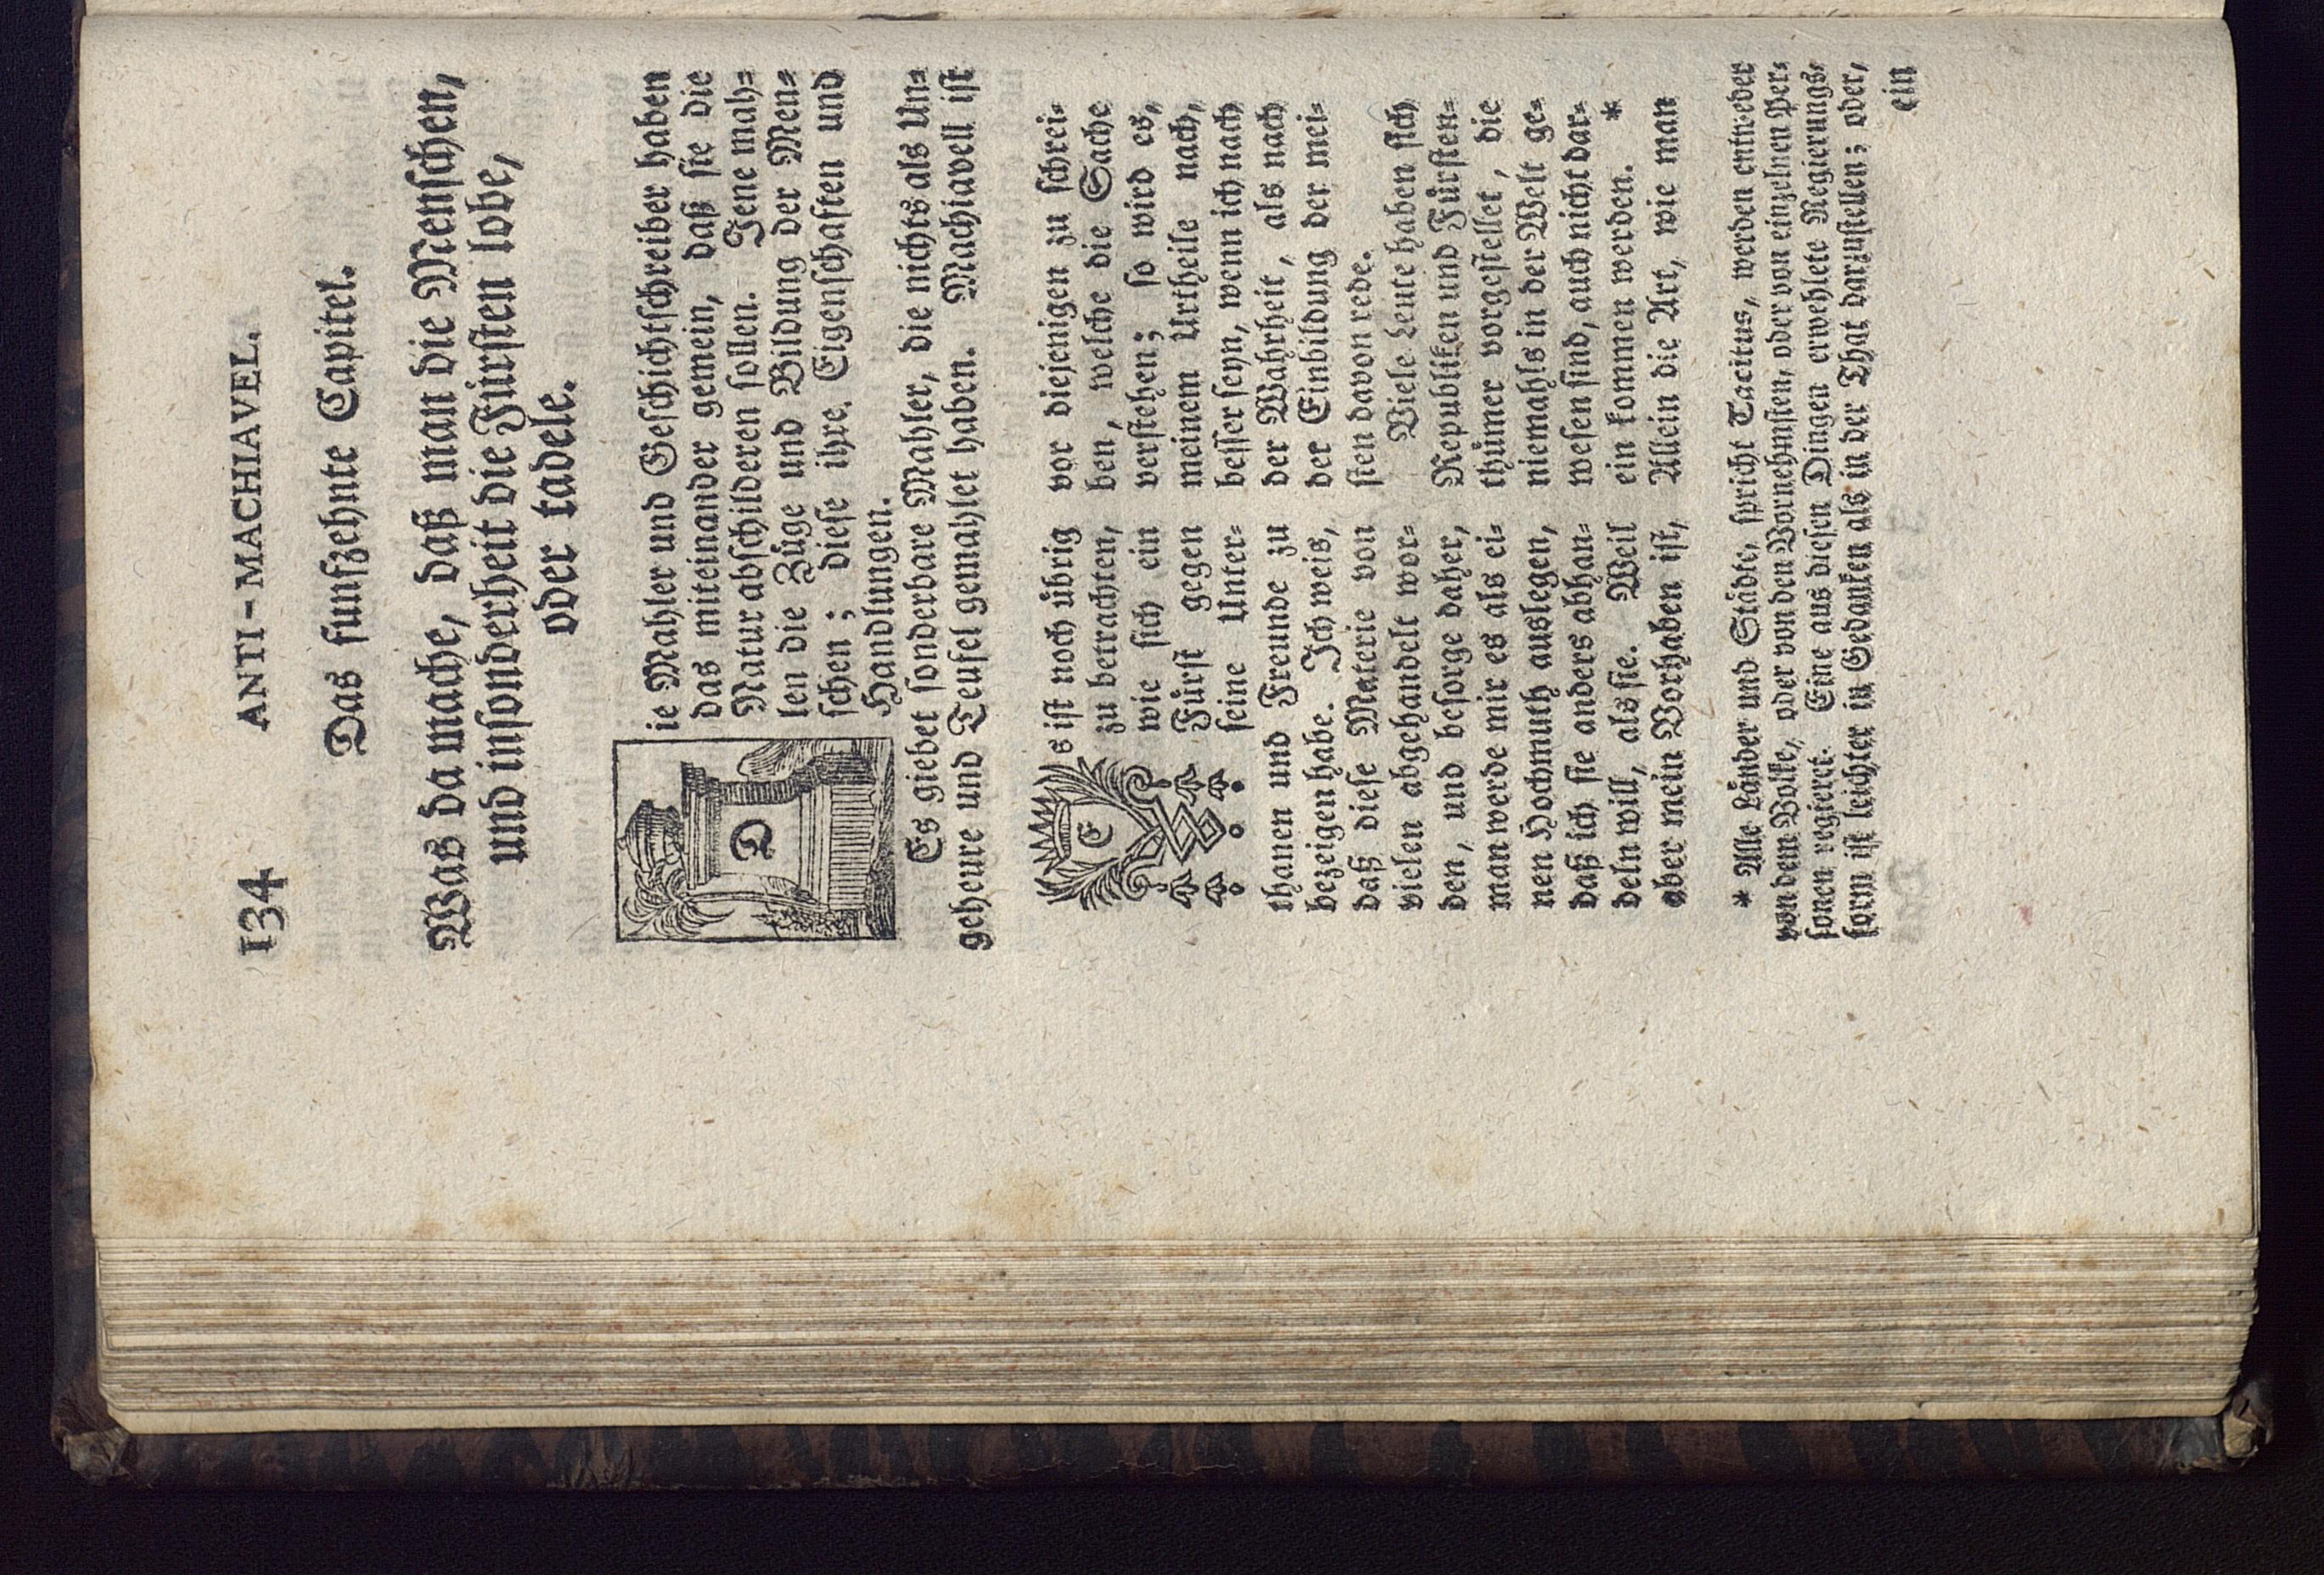 134 ANTI-MACHIAVEL.
Das funfzehnte Capitel.
Was da mache, daß man die Menschen,
und insonderheit die Fürsten lobe,
oder tadele.
Die Mahler und Geschichtschreiber haben
das miteinander gemein, daß sie die
Natur abschilderen sollen. Jene mah⸗
len die Züge und Bildung der Men⸗
schen; diese ihre Eigenschaften und
Handlungen.
Es giebet sonderbare Mahler, die nichts als Un⸗
geheure und Teufel gemahlet haben. Machiavell ist
Es ist noch übrig
zu betrachten,
wie sich ein
Fürst gegen
seine Unter⸗
thanen und Freunde zu
bezeigen habe. Ich weis,
daß diese Materie von
vielen abgehandelt wor⸗
den, und besorge daher,
man werde mir es als ei⸗
nen Hochmuth auslegen,
daß ich sie anders abhan⸗
deln will, als sie. Weil
aber mein Vorhaben ist,
vor diejenigen zu schrei⸗
ben, welche die Sache
verstehen; so wird es,
meinem Urtheile nach,
besser seyn, wenn ich nach
der Wahrheit, als nach
der Einbildung der mei⸗
sten davon rede.
Viele Leute haben sich
Republiken und Fürsten⸗
thümer vorgestellet, die
niemahls in der Welt ge⸗
wesen sind, auch nicht dar⸗
ein kommen werden. *
Allein die Art, wie man
* Alle Länder und Städte, spricht Tacitus, werden entweder
von dem Volke, oder von den Vornehmsten, oder von einzelnen Per⸗
sonen regieret. Eine aus diesen Dingen erwehlete Regierungs⸗
form ist leichter in Gedanken als in der That darzustellen; oder,
ein